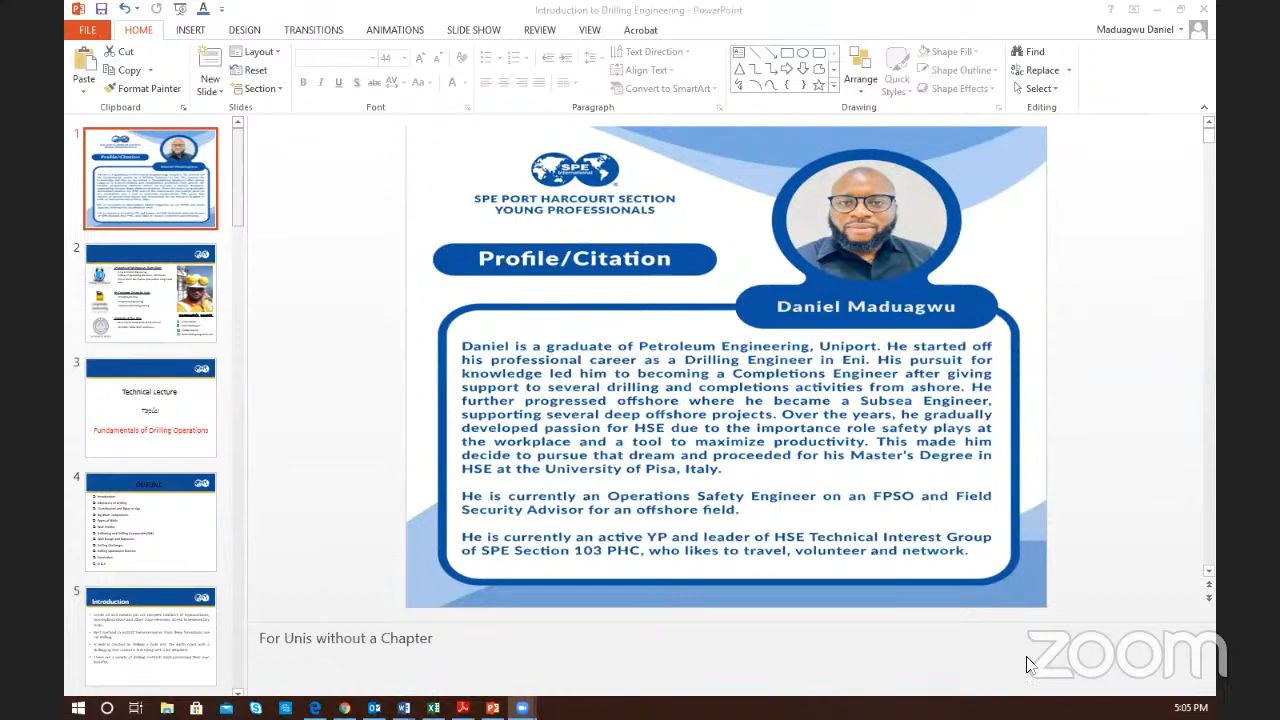 Introduction to Drilling Engineering - PowerPoint
FILE HOME INSERT DESIGN TRANSITIONS ANIMATIONS SLIDE SHOW REVIEW VIEW Acrobat Maduagwu Daniel
Paste
Cut
Copy
Format Painter
Clipboard
New Slide
Layout
Reset
Section
Slides
44
Font
Text Direction
Align Text
Convert to SmartArt
Paragraph
Arrange
Quick Styles
Shape Fill
Shape Outline
Shape Effects
Drawing
Find
Replace
Select
Editing
1
Profile/Citation
2
3
Technical Lecture
Topic:
Fundamentals of Drilling Operations
4
5
Introduction
SPE
International
SPE PORT HARCOURT SECTION
YOUNG PROFESSIONALS
Profile/Citation
Daniel Maduagwu
Daniel is a graduate of Petroleum Engineering, Uniport. He started off
his professional career as a Drilling Engineer in Eni. His pursuit for
knowledge led him to becoming a Completions Engineer after giving
support to several drilling and completions activities from ashore. He
further progressed offshore where he became a Subsea Engineer,
supporting several deep offshore projects. Over the years, he gradually
developed passion for HSE due to the importance role safety plays at
the workplace and a tool to maximize productivity. This made him
decide to pursue that dream and proceeded for his Master's Degree in
HSE at the University of Pisa, Italy.
He is currently an Operations Safety Engineer on an FPSO and Field
Security Advisor for an offshore field.
He is currently an active YP and leader of HSE Technical Interest Group
of SPE Section 103 PHC, who likes to travel, volunteer and network.
For Unis without a Chapter
zoom
5:05 PM